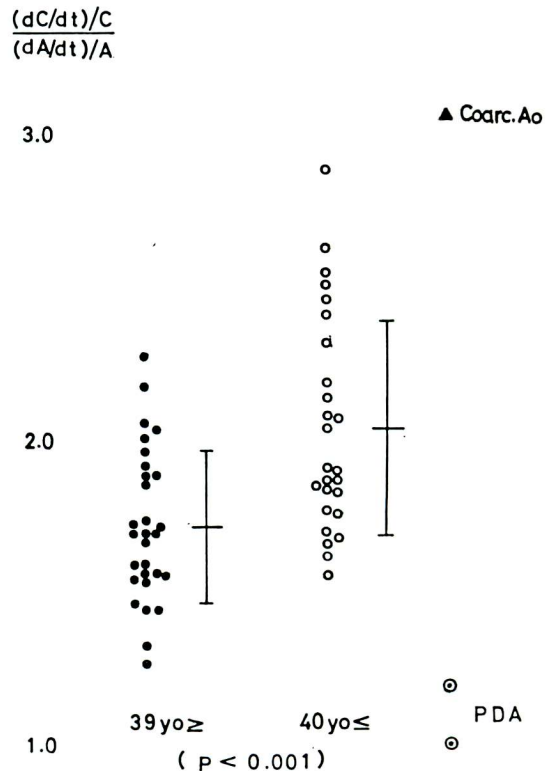 (dC/dt)/C
(dA/dt)/A
Coarc.Ao
3.0
d
2.0
PDA
39yo≥ 40yo≤
1.0
(P < 0.001)